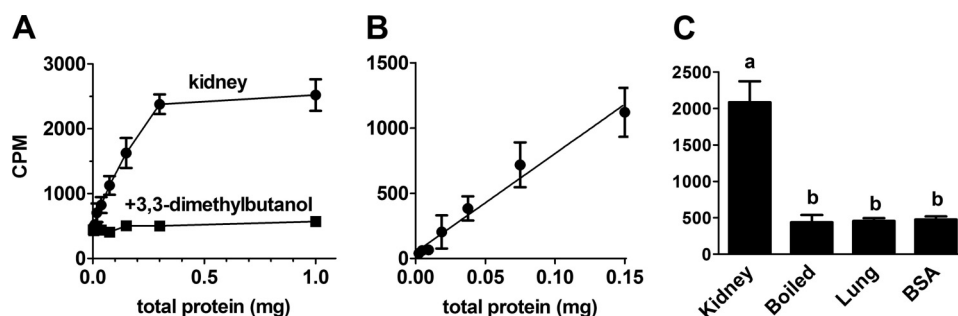 A
3000
2000
1000
0
CPM
kidney
+3,3-dimethylbutanol
0.0
0.5
1.0
total protein (mg)
B
1500
1000
500
0
0.00
0.05
0.10
0.15
total protein (mg)
C
2500
2000
1500
1000
500
0
a
b
b
b
Kidney
Boiled
Lung
BSA